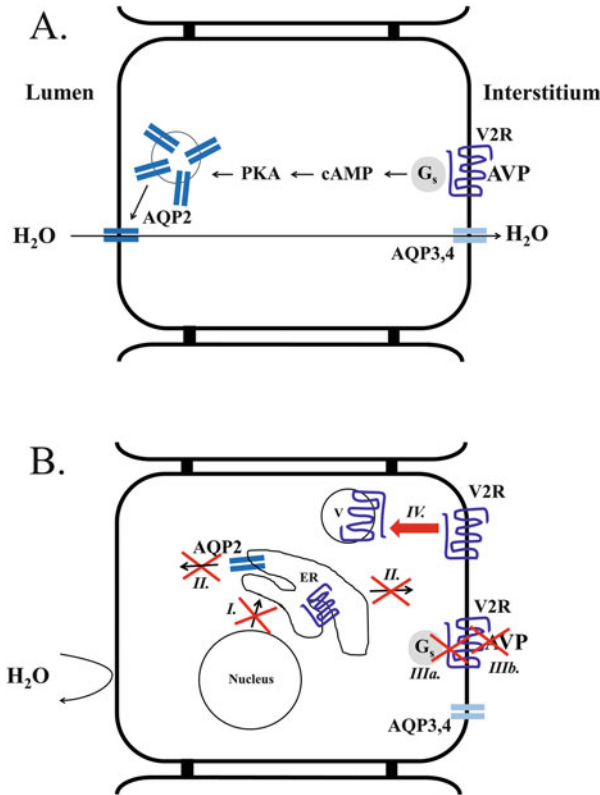 A.
Lumen
Interstitium
V2R
AVP
Gₛ
cAMP
PKA
AQP2
H₂O
H₂O
AQP3,4
B.
V2R
IV.
V
AQP2
ER
II.
II.
I.
V2R
Gₛ
AVP
IIIa.
IIIb.
Nucleus
H₂O
AQP3,4